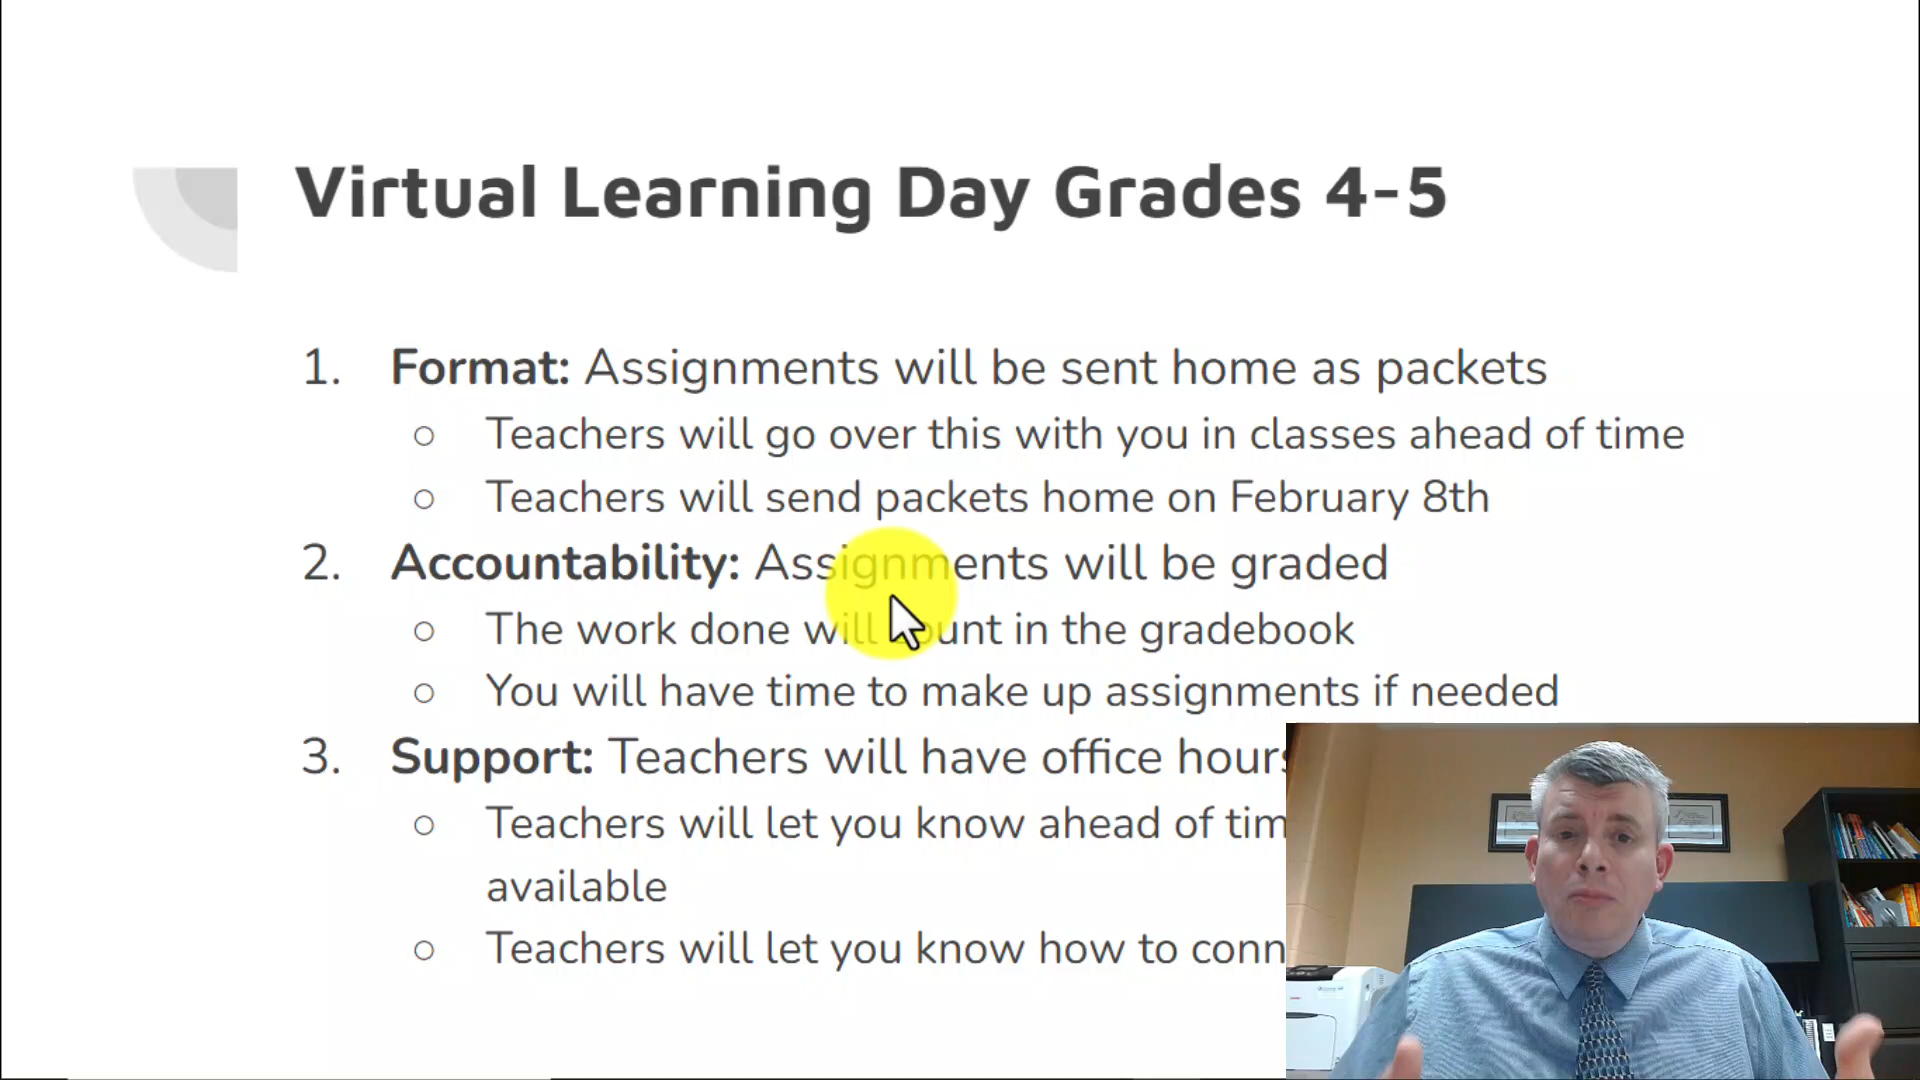 Virtual Learning Day Grades 4-5
1. Format: Assignments will be sent home as packets
○ Teachers will go over this with you in classes ahead of time
○ Teachers will send packets home on February 8th
2. Accountability: Assignments will be graded
○ The work done will count in the gradebook
○ You will have time to make up assignments if needed
3. Support: Teachers will have office hours
○ Teachers will let you know ahead of
available
○ Teachers will let you know how to